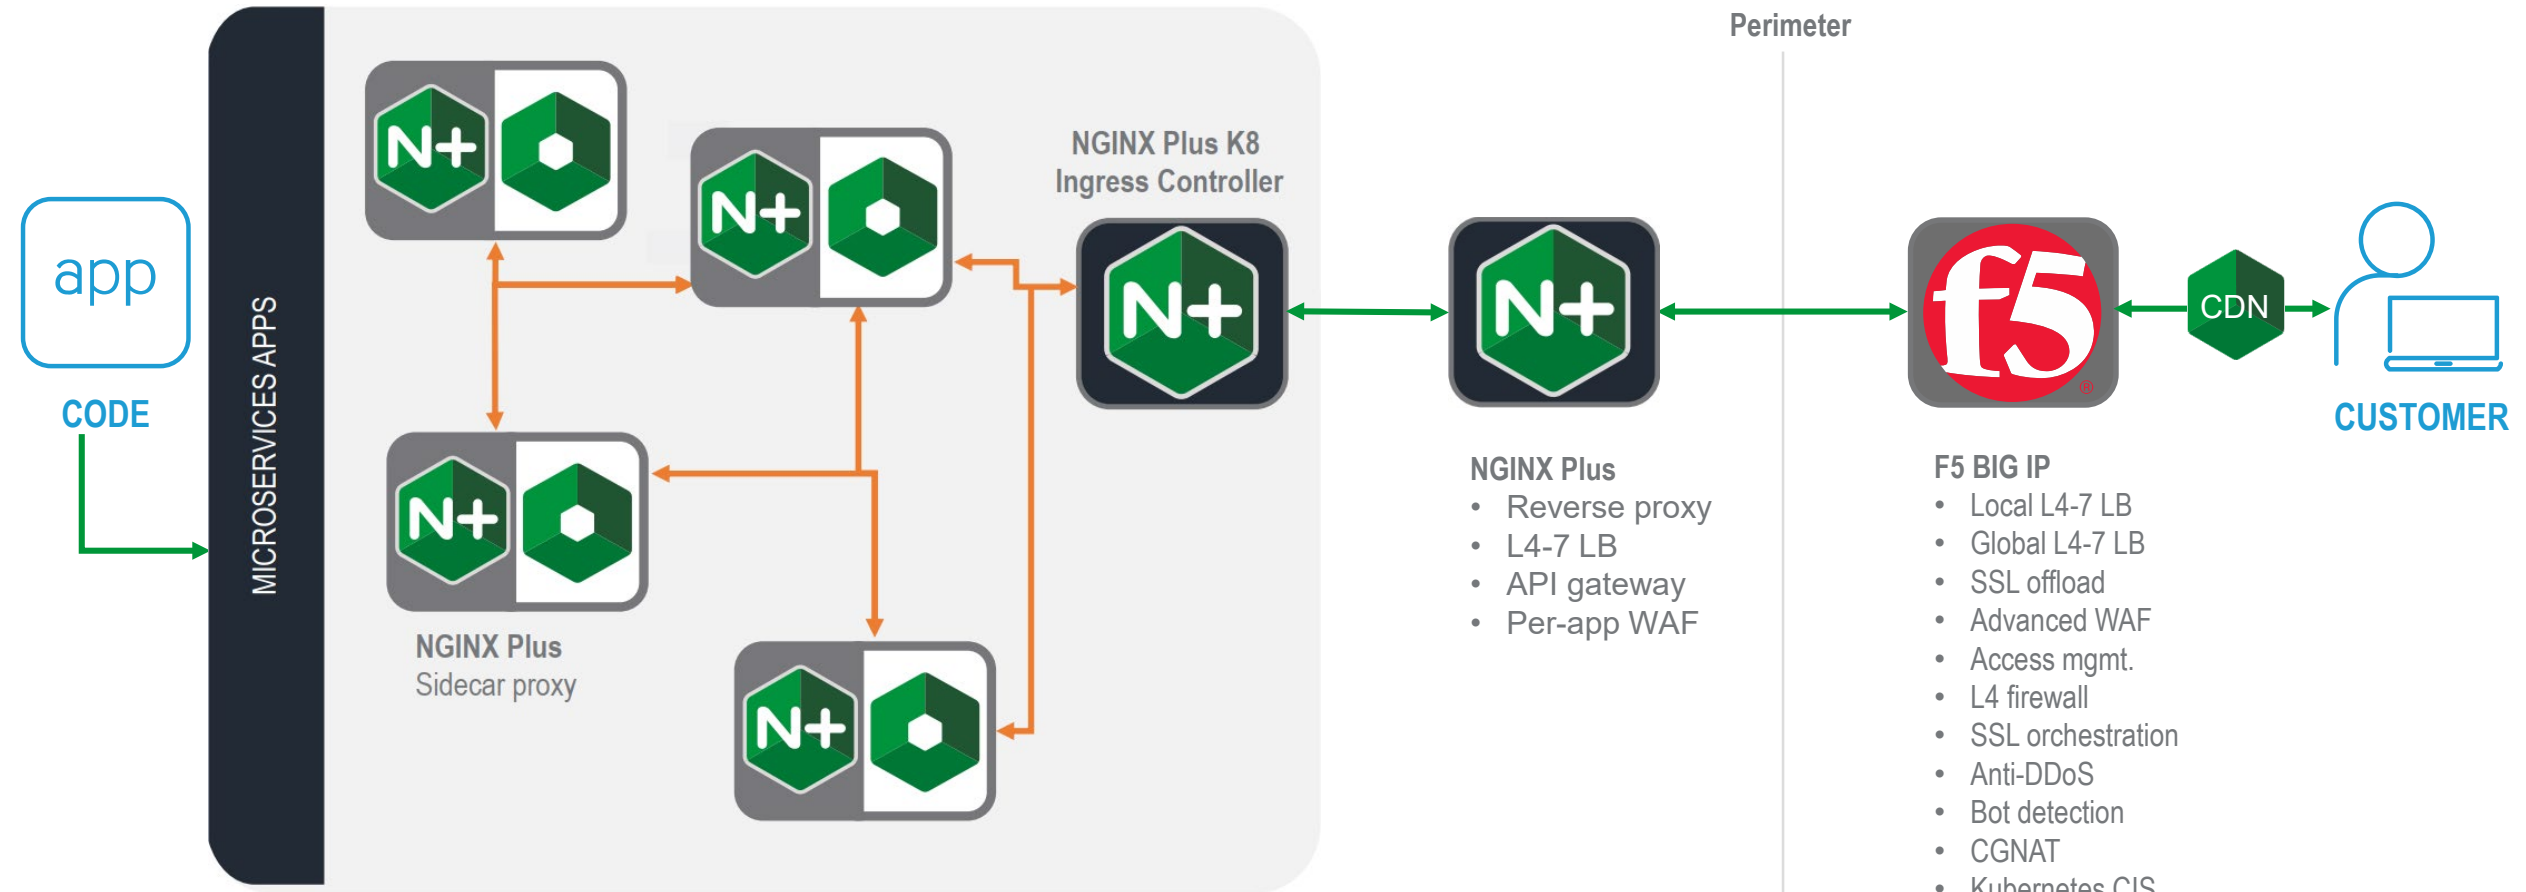 Perimeter
NGINX Plus K8
Ingress Controller
N+
N+
N+
N+
N+
N+
app
CODE
MICROSERVICES APPS
f5
®
CDN
CUSTOMER
NGINX Plus
Sidecar proxy
NGINX Plus
• Reverse proxy
• L4-7 LB
• API gateway
• Per-app WAF
F5 BIG IP
• Local L4-7 LB
• Global L4-7 LB
• SSL offload
• Advanced WAF
• Access mgmt.
• L4 firewall
• SSL orchestration
• Anti-DDoS
• Bot detection
• CGNAT
• Kubernetes CIS